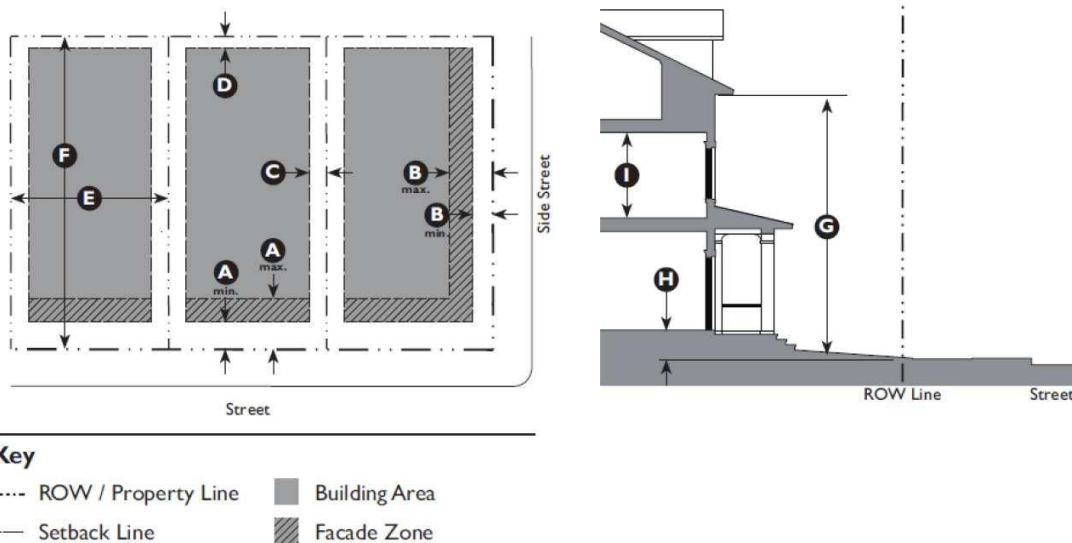 D
F
C
B
max.
E
B
min.
A
max.
A
min.
Side Street
Street
I
G
H
ROW Line
Street
Key
ROW / Property Line
Building Area
Setback Line
Facade Zone